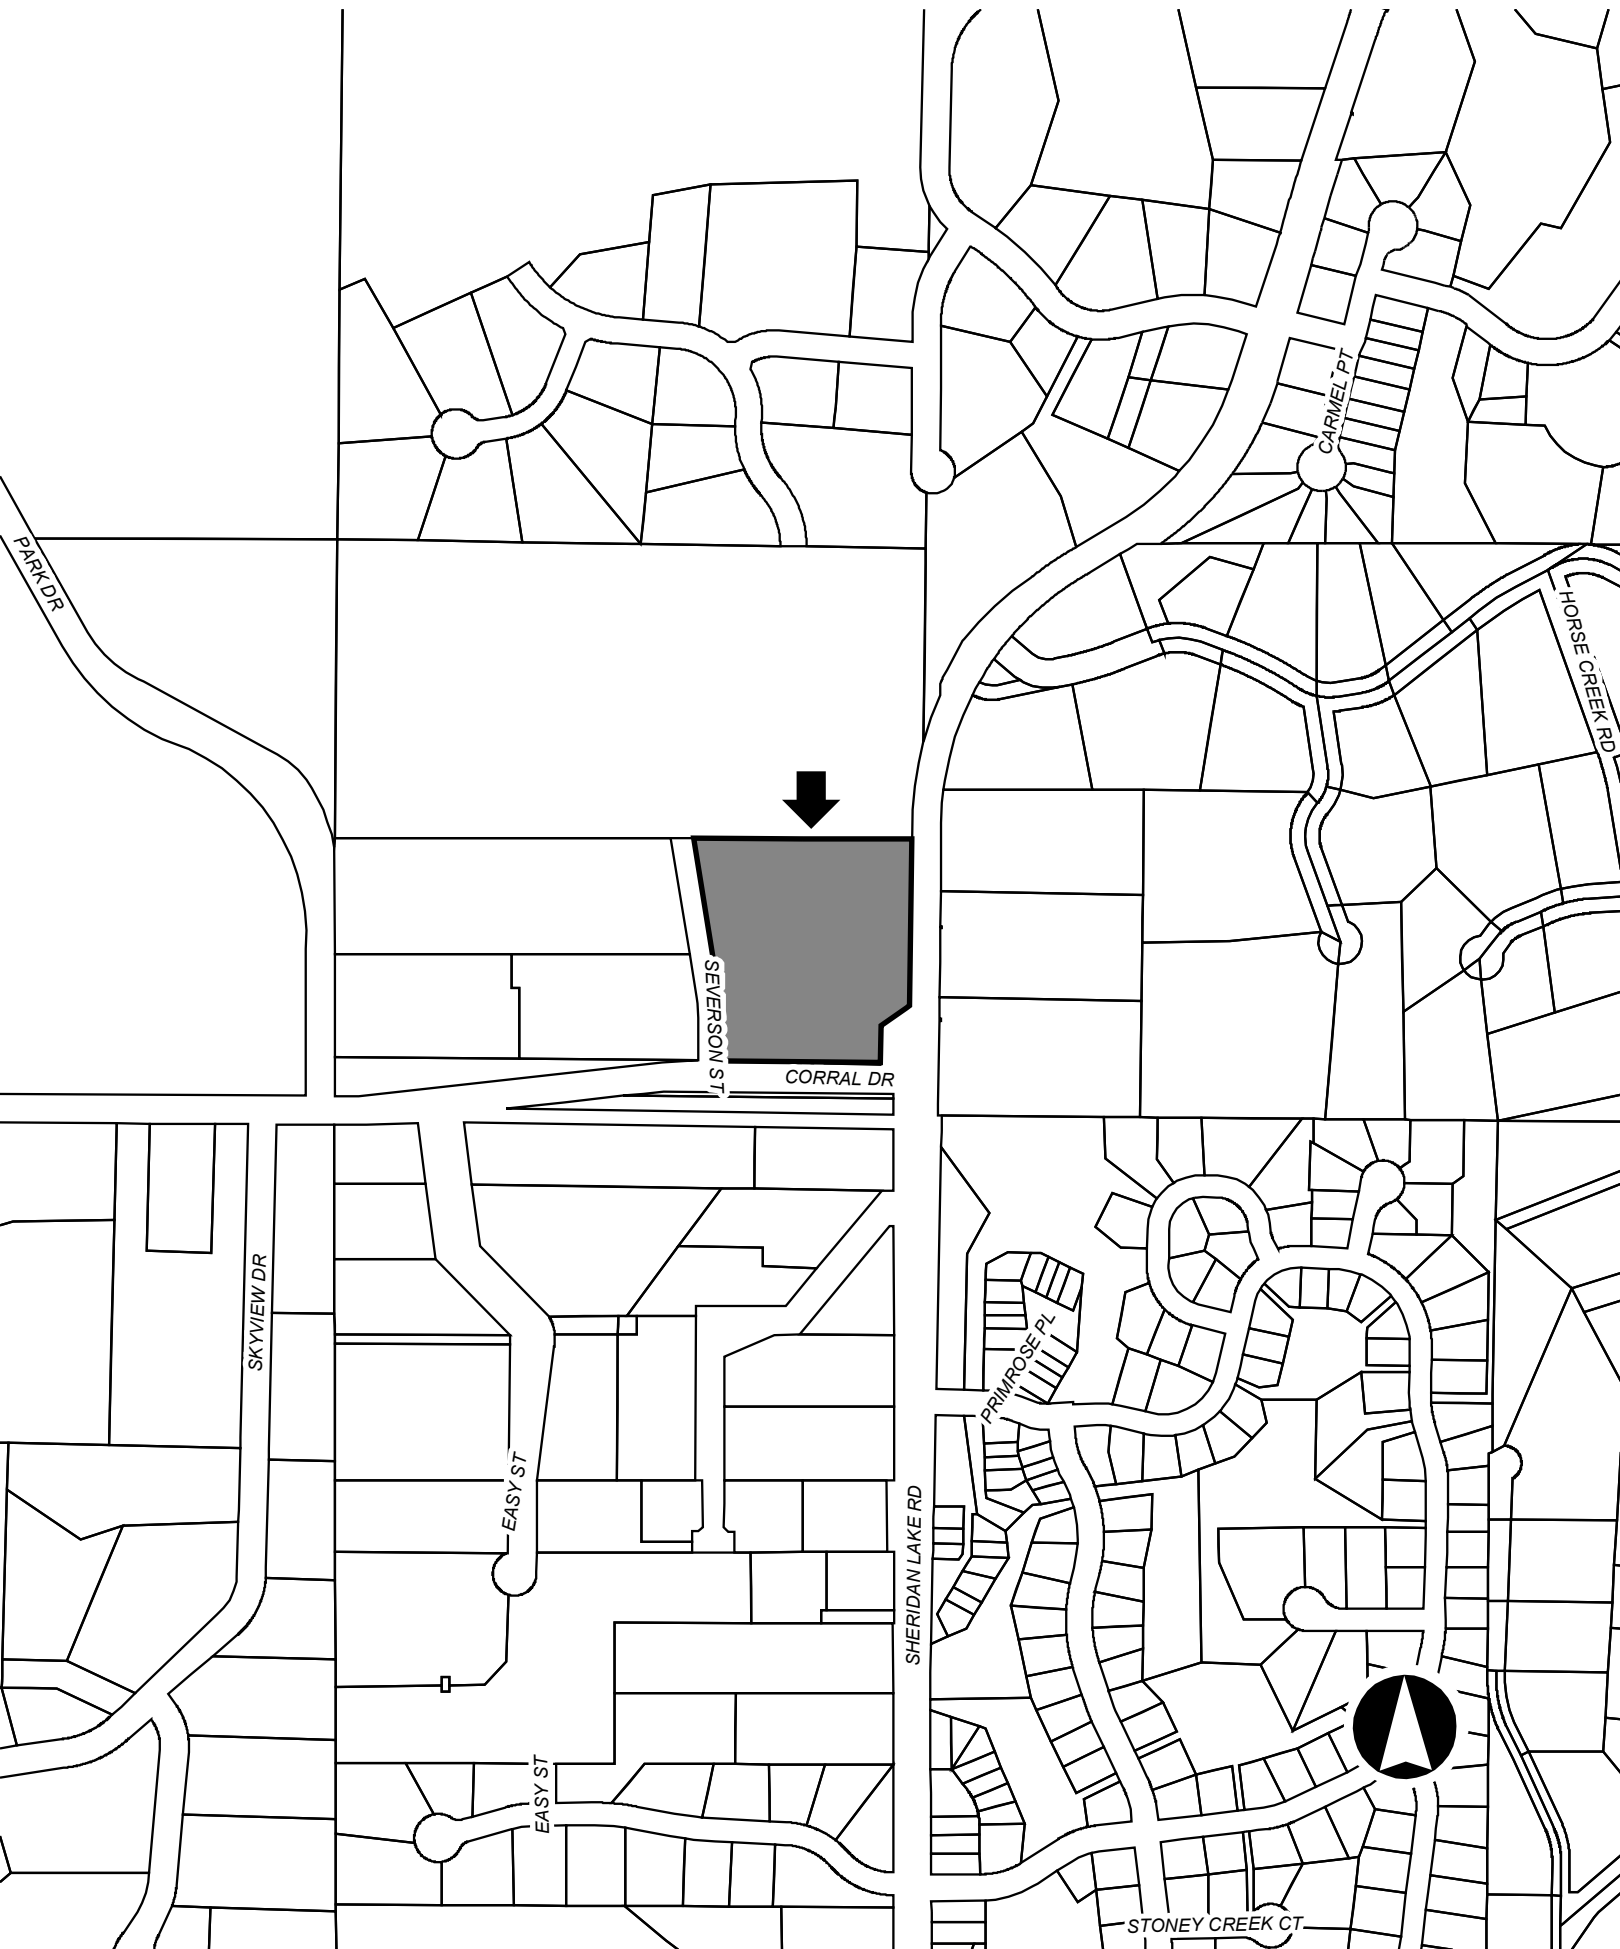 CARMEL PT
PARK DR
HORSE CREEK RD
SEVERSON ST
CORRAL DR
SKYVIEW DR
PRIMROSE PL
EASY ST
SHERIDAN LAKE RD
EASY ST
STONEY CREEK CT